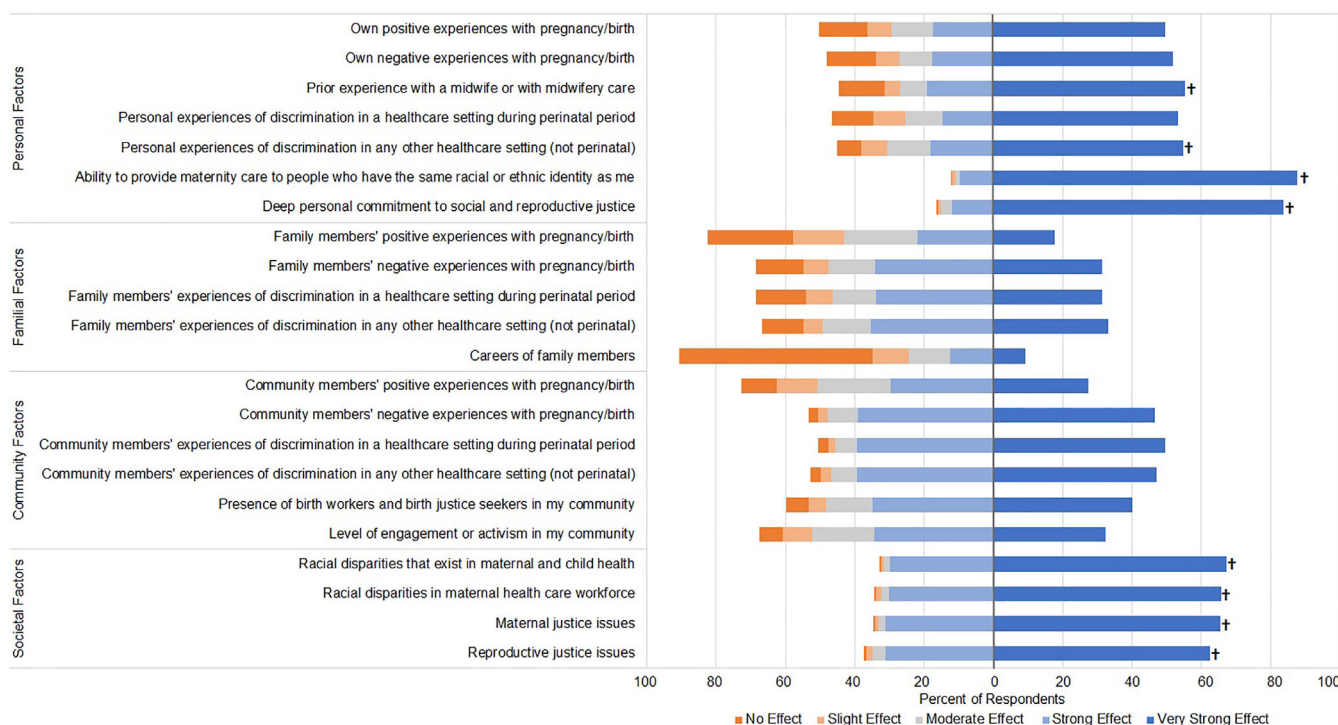 Personal Factors
Own positive experiences with pregnancy/birth
Own negative experiences with pregnancy/birth
Prior experience with a midwife or with midwifery care
✝
Personal experiences of discrimination in a healthcare setting during perinatal period
Personal experiences of discrimination in any other healthcare setting (not perinatal)
✝
Ability to provide maternity care to people who have the same racial or ethnic identity as me
✝
Deep personal commitment to social and reproductive justice
✝
Familial Factors
Family members' positive experiences with pregnancy/birth
Family members' negative experiences with pregnancy/birth
Family members' experiences of discrimination in a healthcare setting during perinatal period
Family members' experiences of discrimination in any other healthcare setting (not perinatal)
Careers of family members
Community Factors
Community members' positive experiences with pregnancy/birth
Community members' negative experiences with pregnancy/birth
Community members' experiences of discrimination in a healthcare setting during perinatal period
Community members' experiences of discrimination in any other healthcare setting (not perinatal)
Presence of birth workers and birth justice seekers in my community
Level of engagement or activism in my community
Societal Factors
Racial disparities that exist in maternal and child health
✝
Racial disparities in maternal health care workforce
✝
Maternal justice issues
✝
Reproductive justice issues
✝
100 80 60 40 20 0 20 40 60 80 100
Percent of Respondents
No Effect Slight Effect Moderate Effect Strong Effect Very Strong Effect